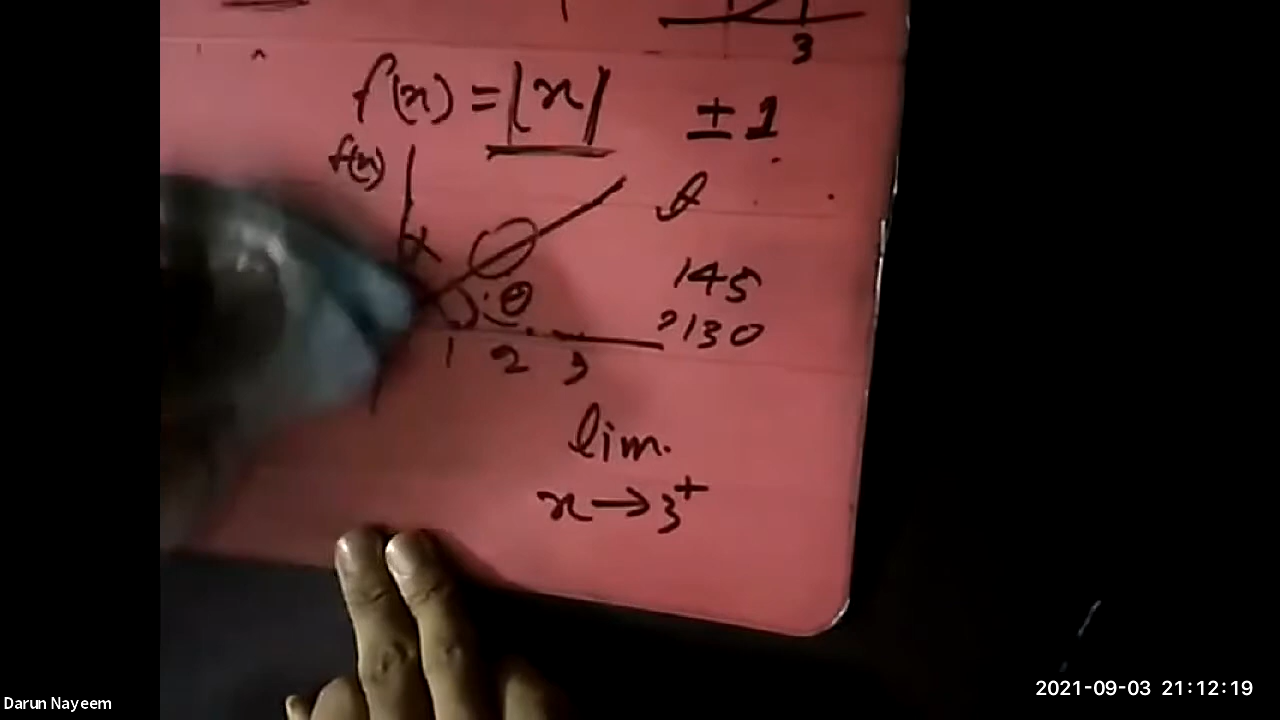 3
f(x) = |x| ± 1
f(x)
θ
145
130
1 2 3
lim.
x → 3⁺
Darun Nayeem
2021-09-03 21:12:19